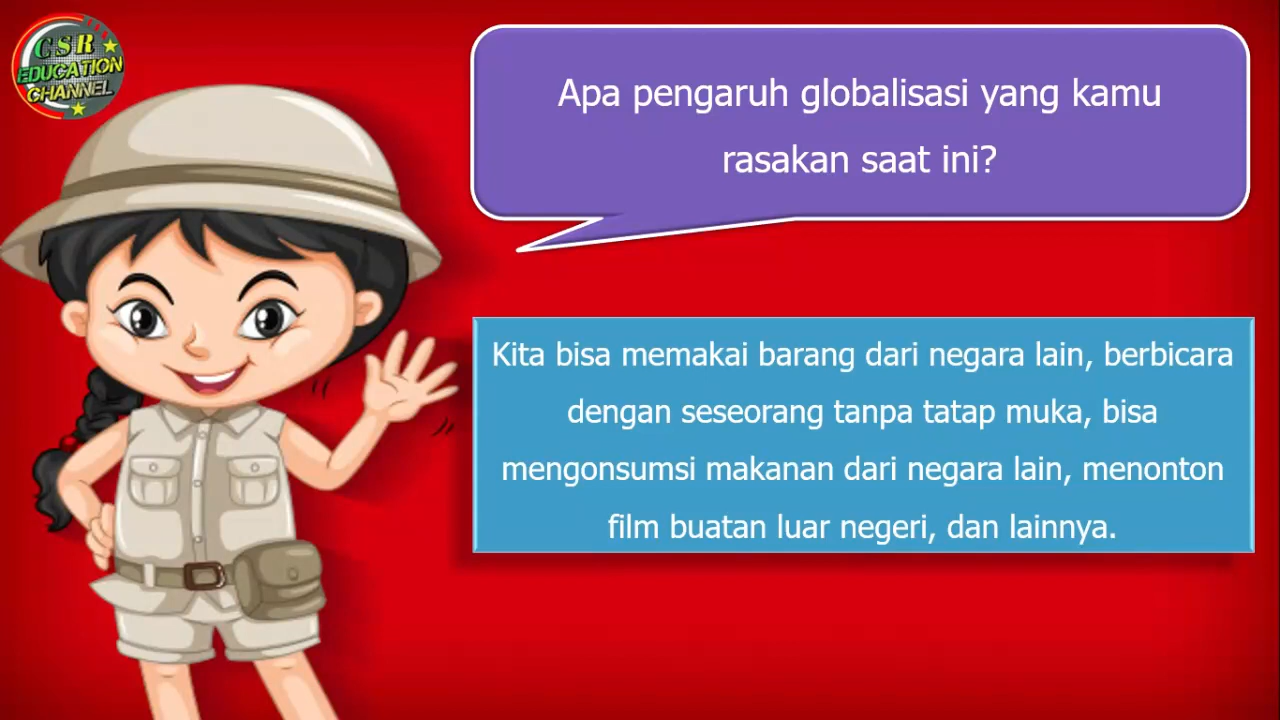 CSR
EDUCATION
CHANNEL
Apa pengaruh globalisasi yang kamu
rasakan saat ini?
Kita bisa memakai barang dari negara lain, berbicara
dengan seseorang tanpa tatap muka, bisa
mengonsumsi makanan dari negara lain, menonton
film buatan luar negeri, dan lainnya.